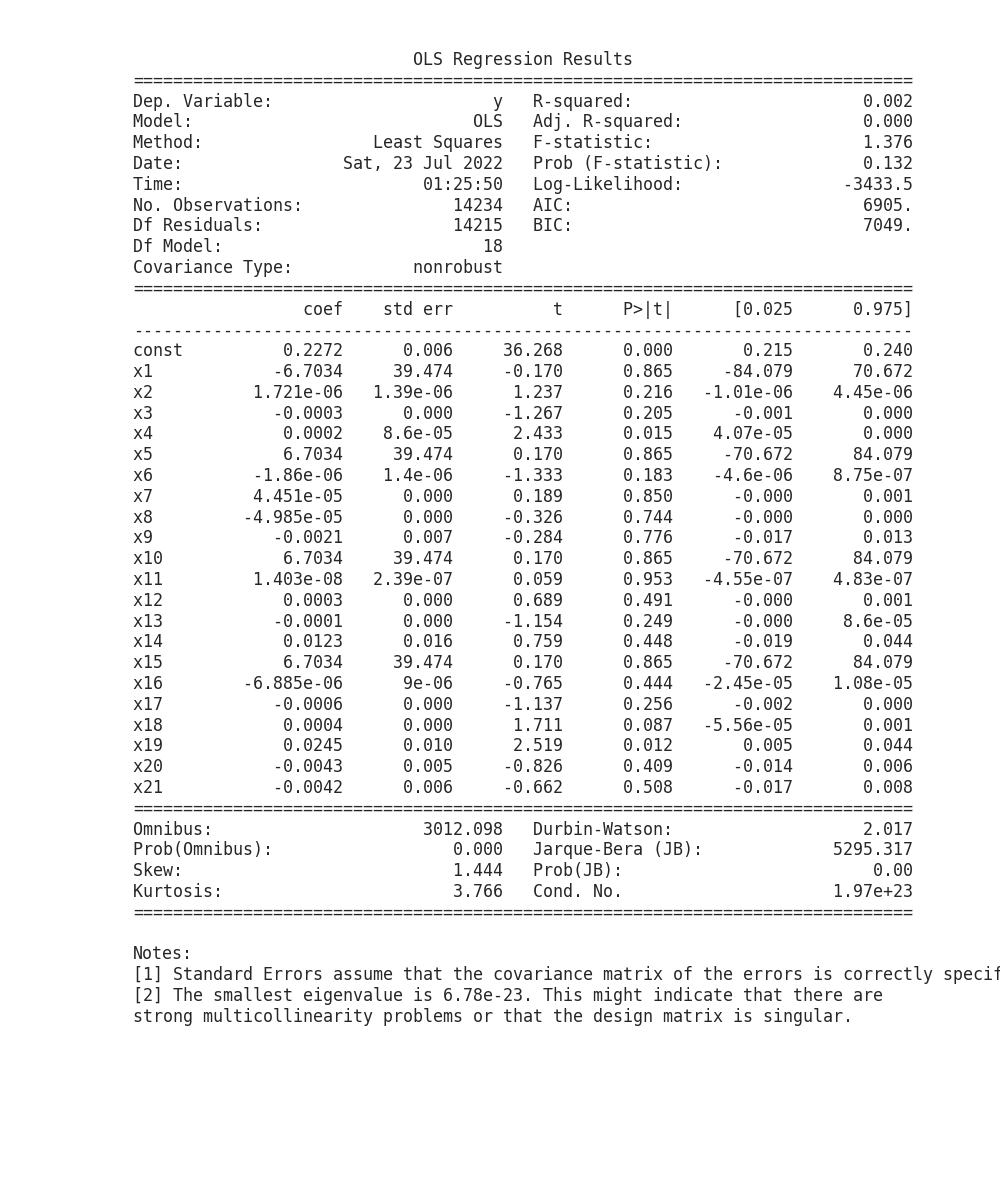 OLS Regression Results
==============================================================================
Dep. Variable:                      y   R-squared:                       0.002
Model:                            OLS   Adj. R-squared:                  0.000
Method:                 Least Squares   F-statistic:                     1.376
Date:                Sat, 23 Jul 2022   Prob (F-statistic):              0.132
Time:                        01:25:50   Log-Likelihood:                -3433.5
No. Observations:               14234   AIC:                             6905.
Df Residuals:                   14215   BIC:                             7049.
Df Model:                          18
Covariance Type:            nonrobust
==============================================================================
                 coef    std err          t      P>|t|      [0.025      0.975]
------------------------------------------------------------------------------
const          0.2272      0.006     36.268      0.000       0.215       0.240
x1            -6.7034     39.474     -0.170      0.865     -84.079      70.672
x2          1.721e-06   1.39e-06      1.237      0.216   -1.01e-06    4.45e-06
x3            -0.0003      0.000     -1.267      0.205      -0.001       0.000
x4             0.0002    8.6e-05      2.433      0.015    4.07e-05       0.000
x5             6.7034     39.474      0.170      0.865     -70.672      84.079
x6          -1.86e-06    1.4e-06     -1.333      0.183    -4.6e-06    8.75e-07
x7          4.451e-05      0.000      0.189      0.850      -0.000       0.001
x8         -4.985e-05      0.000     -0.326      0.744      -0.000       0.000
x9            -0.0021      0.007     -0.284      0.776      -0.017       0.013
x10            6.7034     39.474      0.170      0.865     -70.672      84.079
x11         1.403e-08   2.39e-07      0.059      0.953   -4.55e-07    4.83e-07
x12            0.0003      0.000      0.689      0.491      -0.000       0.001
x13           -0.0001      0.000     -1.154      0.249      -0.000     8.6e-05
x14            0.0123      0.016      0.759      0.448      -0.019       0.044
x15            6.7034     39.474      0.170      0.865     -70.672      84.079
x16        -6.885e-06      9e-06     -0.765      0.444   -2.45e-05    1.08e-05
x17           -0.0006      0.000     -1.137      0.256      -0.002       0.000
x18            0.0004      0.000      1.711      0.087   -5.56e-05       0.001
x19            0.0245      0.010      2.519      0.012       0.005       0.044
x20           -0.0043      0.005     -0.826      0.409      -0.014       0.006
x21           -0.0042      0.006     -0.662      0.508      -0.017       0.008
==============================================================================
Omnibus:                     3012.098   Durbin-Watson:                   2.017
Prob(Omnibus):                  0.000   Jarque-Bera (JB):             5295.317
Skew:                           1.444   Prob(JB):                         0.00
Kurtosis:                       3.766   Cond. No.                     1.97e+23
==============================================================================
Notes:
[1] Standard Errors assume that the covariance matrix of the errors is correctly specif
[2] The smallest eigenvalue is 6.78e-23. This might indicate that there are
strong multicollinearity problems or that the design matrix is singular.